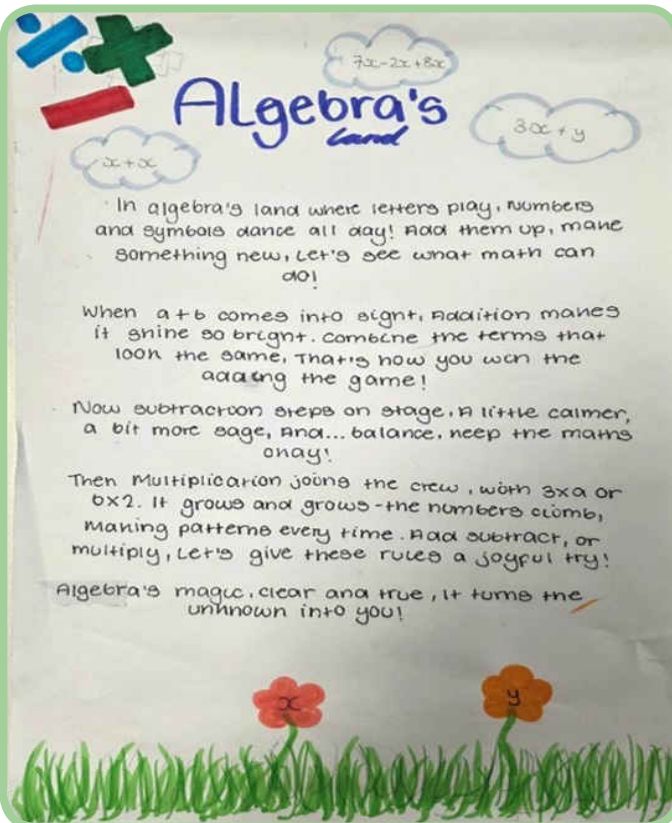 7x-2x+8x
ALgebra's
Land
3x+y
x+x
In algebra's land where letters play, Numbers
and symbols dance all day! Add them up, make
something new, Let's see what math can
do!
When a+b comes into sight, Addition makes
it shine so bright. Combine the terms that
look the same, That's how you win the
adding the game!
Now subtraction steps on stage, A little calmer,
a bit more sage, And... balance, keep the maths
okay!
Then Multiplication joins the crew, with 3xa or
bx2. It grows and grows - the numbers climb,
Making patterns every time. Add subtract, or
multiply, Let's give these rules a joyful try!
Algebra's magic, clear and true, It turns the
unknown into you!
x
y